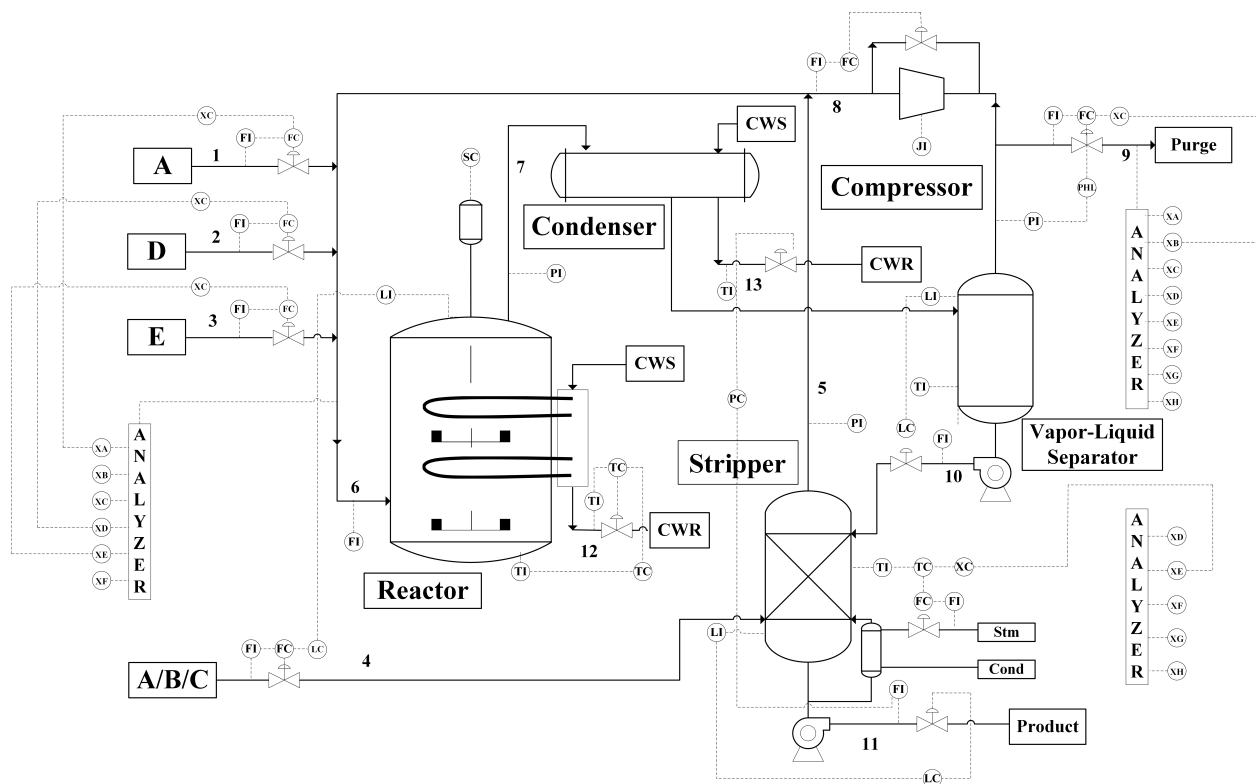 FI FC
8
CWS
JI
FI FC XC
9
Purge
XC
FI FC
A 1
SC
7
Compressor
PHL
Condenser
PI
XC
FI FC
D 2
CWR
13
TI
PI
LI
XC
FI FC
E 3
LI
TI
LC
ANALYZER
XA
XB
XC
XD
XE
XF
XG
XH
CWS
PC
5
PI
Vapor-Liquid
Separator
FI
10
Stripper
ANALYZER
XA
XB
XC
XD
XE
XF
6
FI
TC
TI
12
CWR
TI TC
Reactor
TI TC XC
FC FI
Stm
Cond
ANALYZER
XD
XE
XF
XG
XH
LI
FI FC LC
A/B/C 4
FI
11
Product
LC